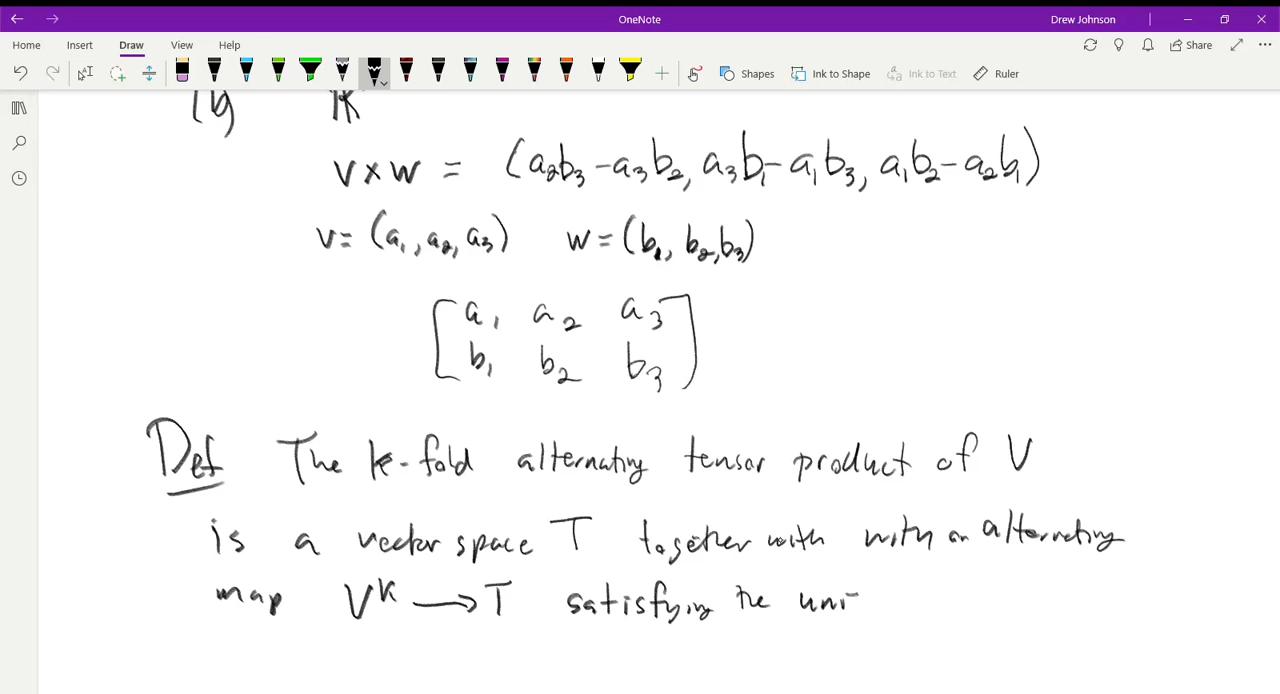 OneNote
Drew Johnson
Home Insert Draw View Help
Share
Shapes Ink to Shape Ink to Text Ruler
v × w = (a₂b₃ − a₃b₂, a₃b₁ − a₁b₃, a₁b₂ − a₂b₁)
v = (a₁, a₂, a₃) w = (b₁, b₂, b₃)
[a₁ a₂ a₃
b₁ b₂ b₃]
Def The k-fold alternating tensor product of V
is a vector space T together with with an alternating
map Vᵏ → T satisfying the uni